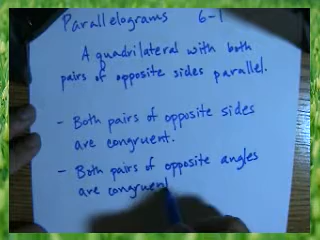 Parallelograms 6-1
A quadrilateral with both
pairs of opposite sides parallel.
- Both pairs of opposite sides
are congruent.
- Both pairs of opposite angles
are congruent